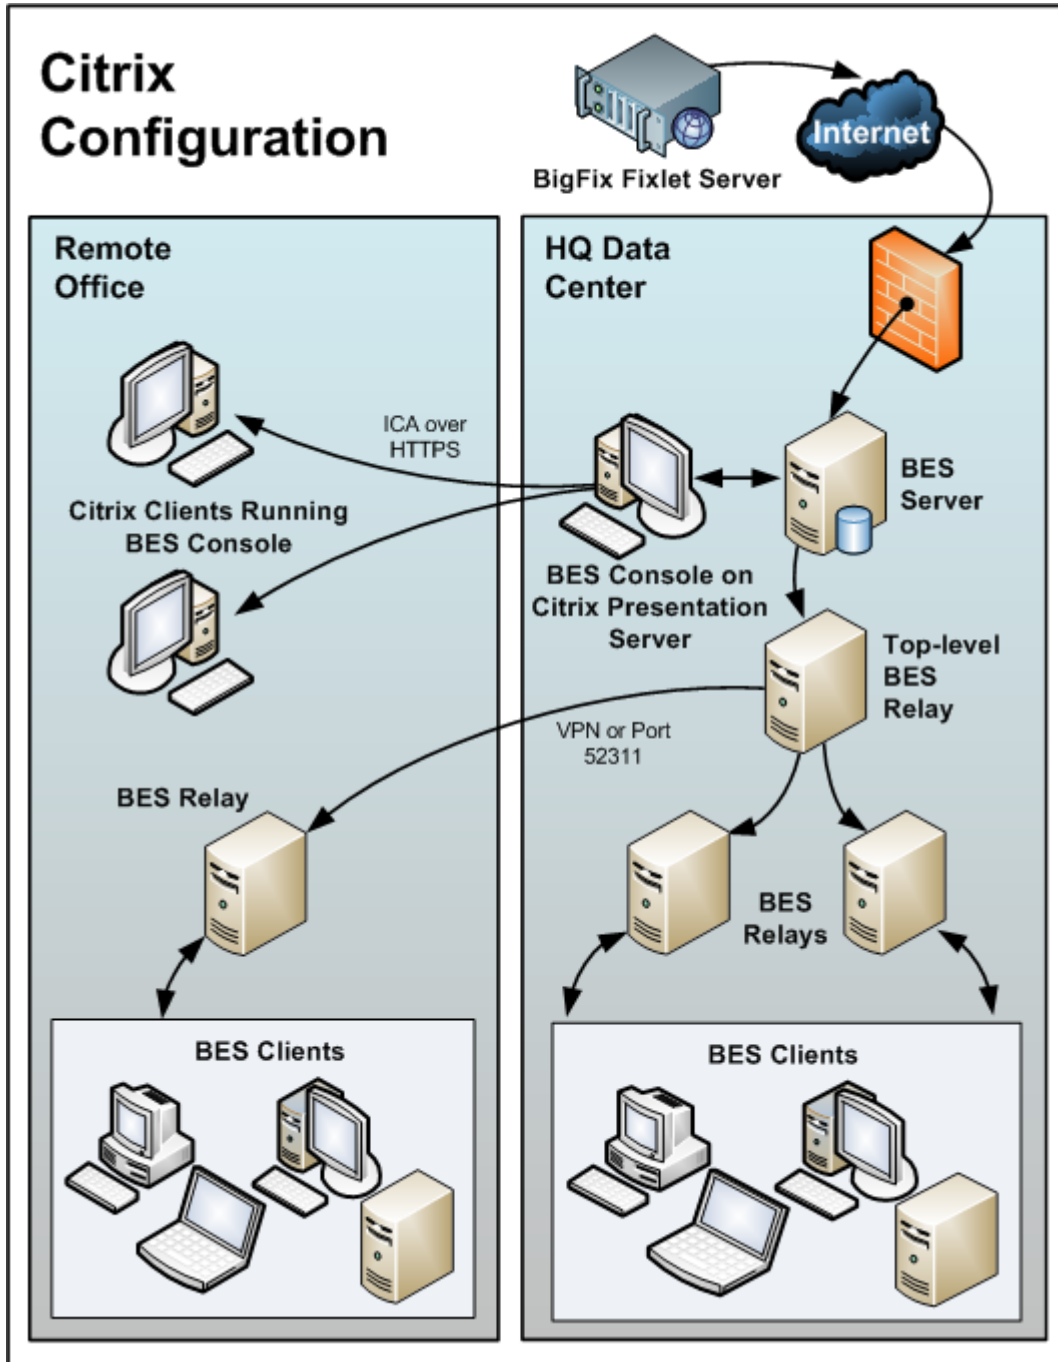 Citrix
Configuration
Internet
BigFix Fixlet Server
Remote
Office
HQ Data
Center
ICA over
HTTPS
BES
Server
Citrix Clients Running
BES Console
BES Console on
Citrix Presentation
Server
Top-level
BES
Relay
VPN or Port
52311
BES Relay
BES
Relays
BES Clients
BES Clients